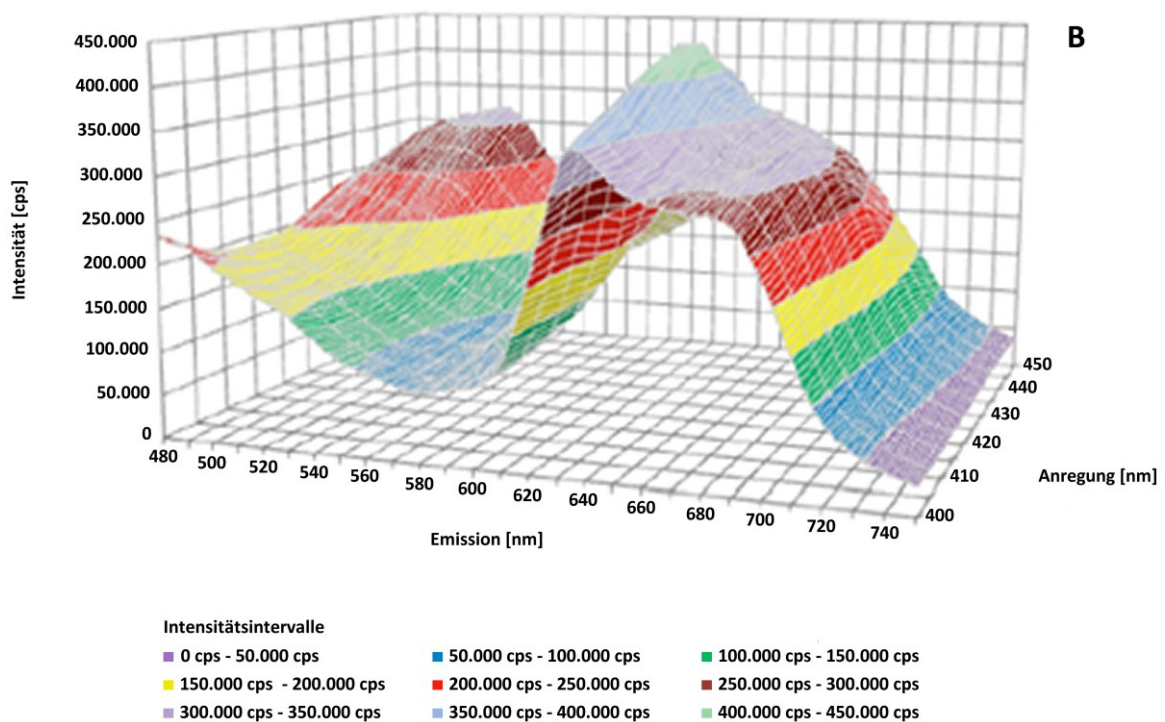 B
450.000
400.000
350.000
300.000
250.000
200.000
150.000
100.000
50.000
0
Intensität [cps]
480 500 520 540 560 580 600 620 640 660 680 700 720 740
Emission [nm]
450
440
430
420
410
400
Anregung [nm]
Intensitätsintervalle
0 cps - 50.000 cps 50.000 cps - 100.000 cps 100.000 cps - 150.000 cps
150.000 cps - 200.000 cps 200.000 cps - 250.000 cps 250.000 cps - 300.000 cps
300.000 cps - 350.000 cps 350.000 cps - 400.000 cps 400.000 cps - 450.000 cps